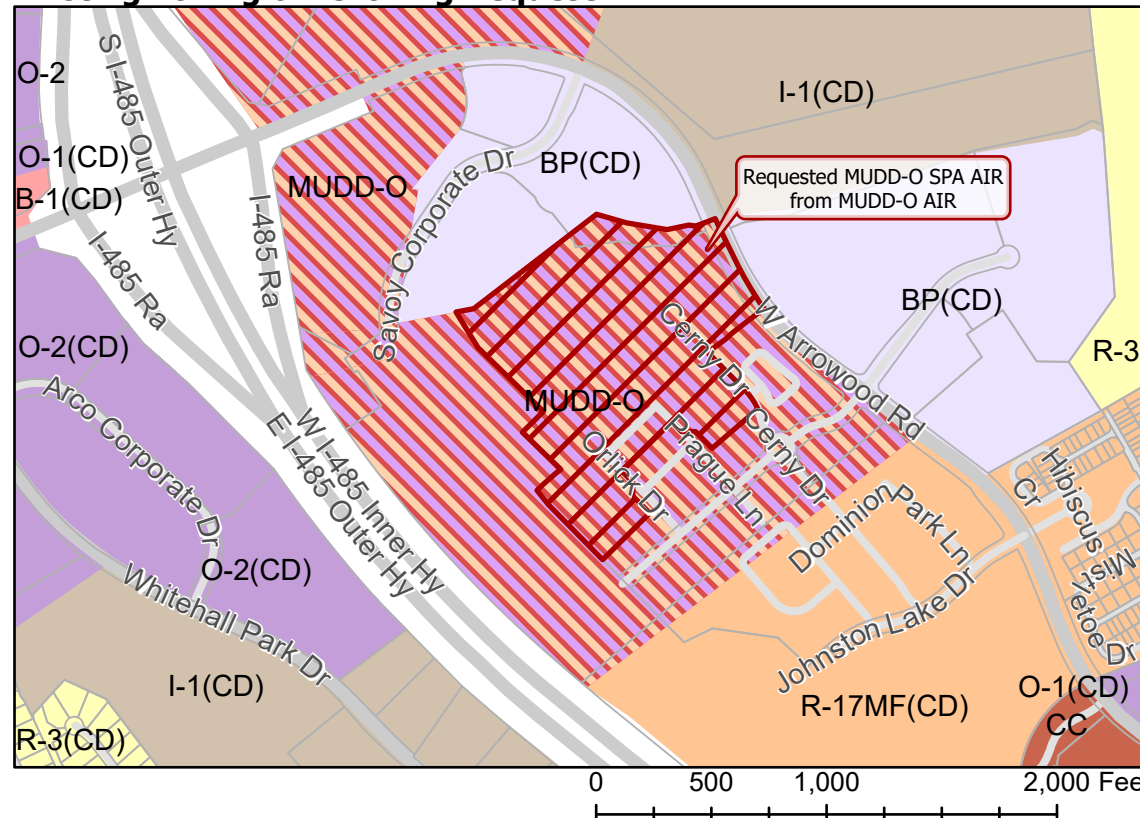 O-2
S I-485 Outer Hy
I-1(CD)
O-1(CD)
B-1(CD)
MUDD-O
BP(CD)
Savoy Corporate Dr
Requested MUDD-O SPA AIR
from MUDD-O AIR
I-485 Ra
I-485 Ra
BP(CD)
O-2(CD)
Cerny Dr
W Arrowood Rd
R-3
Arco Corporate Dr
MUDD-O
W I-485 Inner Hy
E I-485 Outer Hy
Orlick Dr
Prague Ln
Cerny Dr
Hibiscus
Cr
Dominion
Park Ln
O-2(CD)
Whitehall Park Dr
Johnston Lake Dr
Mistletoe Dr
I-1(CD)
R-17MF(CD)
O-1(CD)
CC
R-3(CD)
0 500 1,000 2,000 Fee